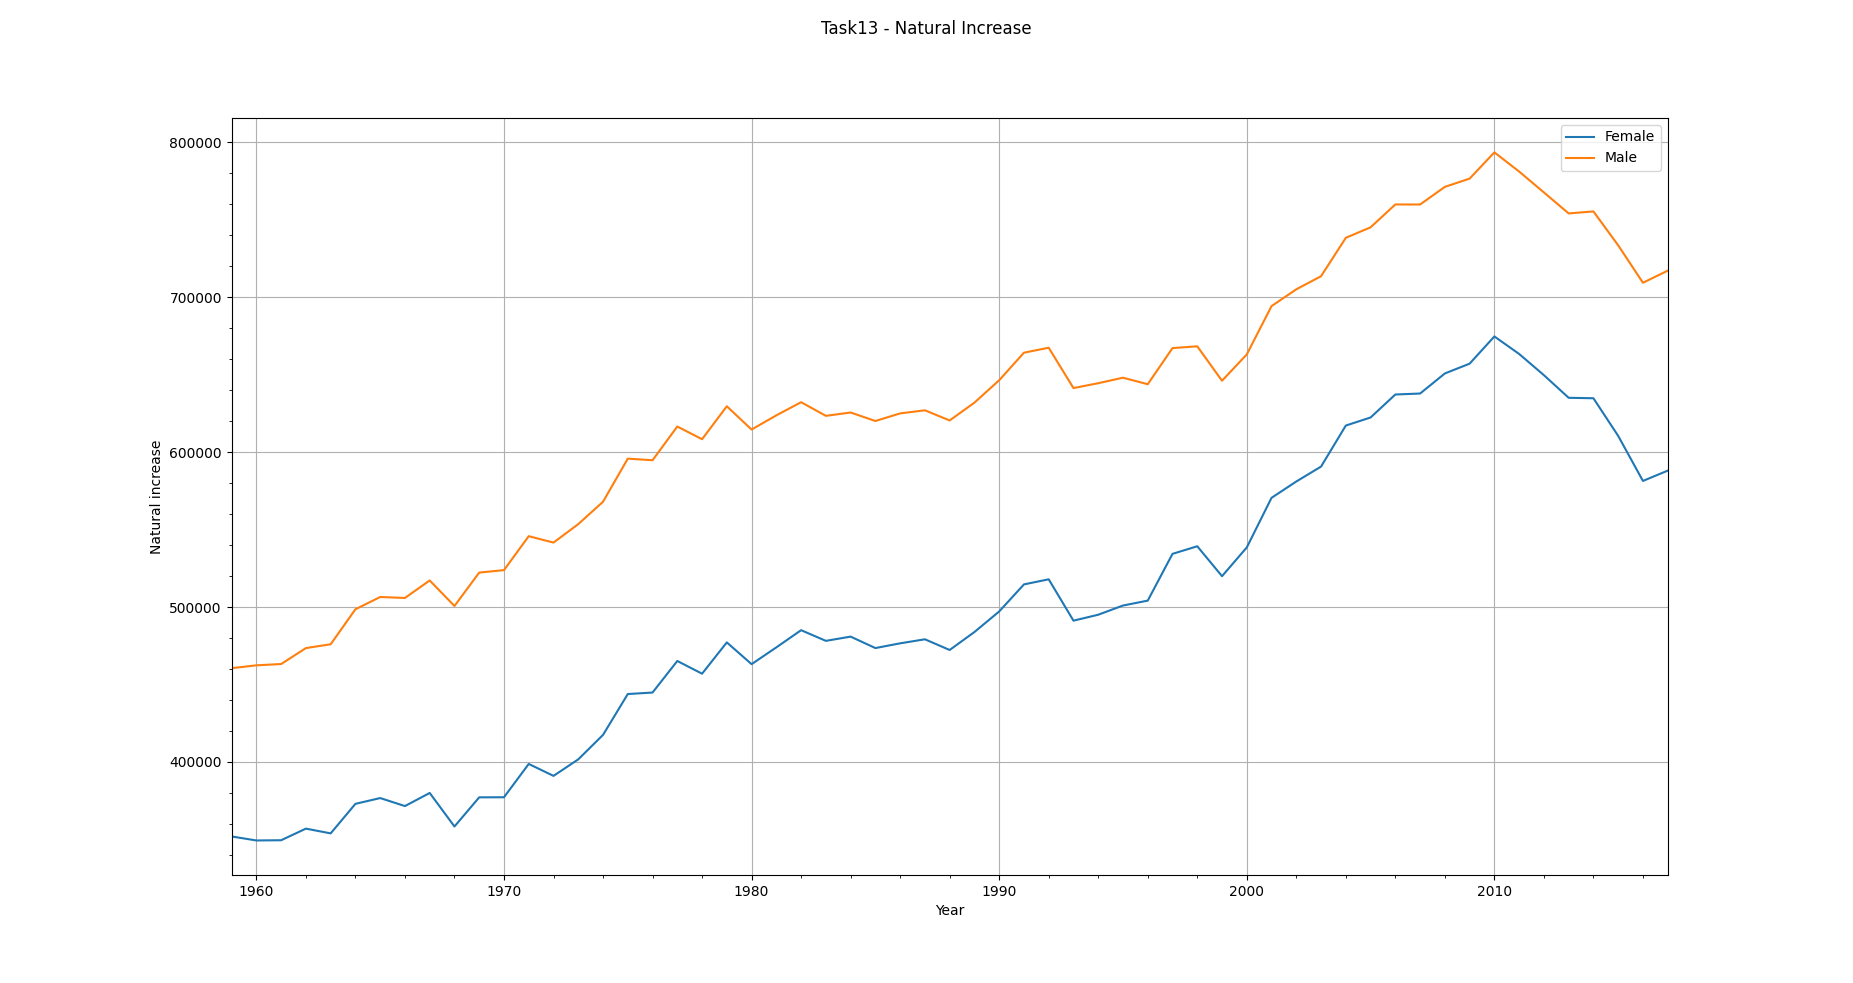 Task13 - Natural Increase
Female
Male
800000
700000
600000
500000
400000
Natural increase
1960 1970 1980 1990 2000 2010
Year